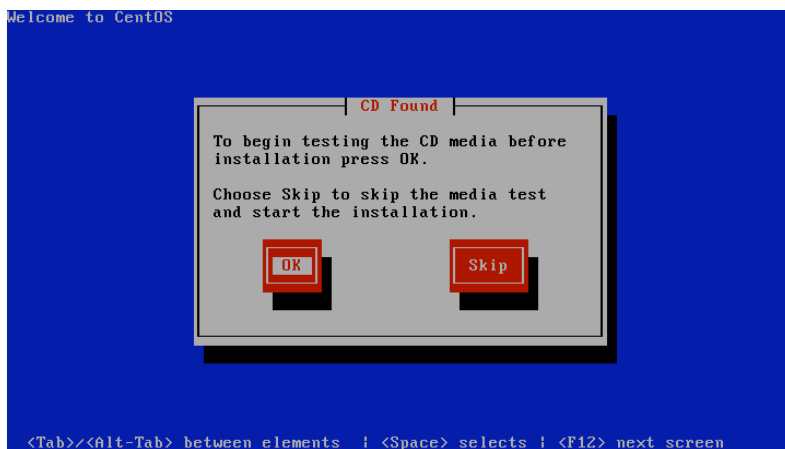 Welcome to CentOS
CD Found
To begin testing the CD media before
installation press OK.
Choose Skip to skip the media test
and start the installation.
OK Skip
<Tab>/<Alt-Tab> between elements | <Space> selects | <F12> next screen